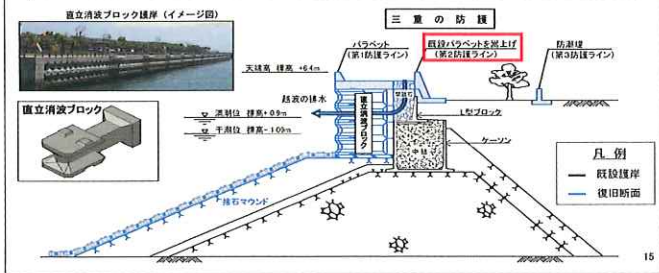 直立消波ブロック護岸（イメージ図）
三重の防護
パラペット
（第1防護ライン）
既設パラペットを嵩上げ
（第2防護ライン）
防潮堤
（第3防護ライン）
天端高 標高+6.4m
越波の排水
満潮位 標高+0.9m
干潮位 標高-1.09m
直立消波ブロック
直立消波ブロック
L型ブロック
ケーソン
中詰
捨石マウンド
凡例
既設護岸
復旧断面
15